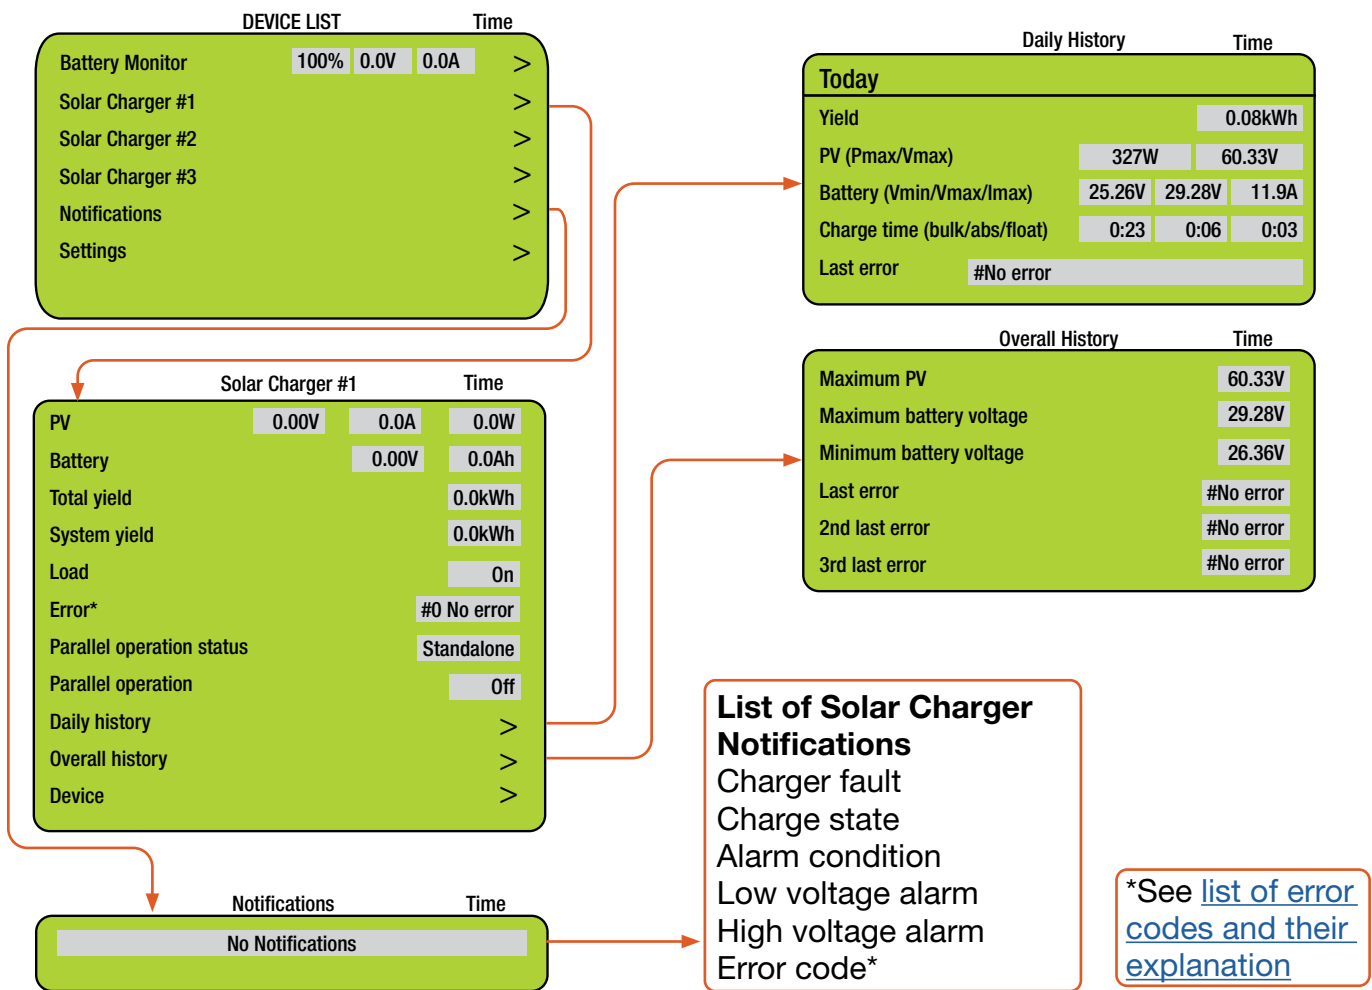 DEVICE LIST Time
Battery Monitor 100% 0.0V 0.0A >
Solar Charger #1 >
Solar Charger #2 >
Solar Charger #3 >
Notifications >
Settings >
Daily History Time
Today
Yield 0.08kWh
PV (Pmax/Vmax) 327W 60.33V
Battery (Vmin/Vmax/Imax) 25.26V 29.28V 11.9A
Charge time (bulk/abs/float) 0:23 0:06 0:03
Last error #No error
Overall History Time
Maximum PV 60.33V
Maximum battery voltage 29.28V
Minimum battery voltage 26.36V
Last error #No error
2nd last error #No error
3rd last error #No error
Solar Charger #1 Time
PV 0.00V 0.0A 0.0W
Battery 0.00V 0.0Ah
Total yield 0.0kWh
System yield 0.0kWh
Load On
Error* #0 No error
Parallel operation status Standalone
Parallel operation Off
Daily history >
Overall history >
Device >
Notifications Time
No Notifications
List of Solar Charger
Notifications
Charger fault
Charge state
Alarm condition
Low voltage alarm
High voltage alarm
Error code*
*See list of error
codes and their
explanation